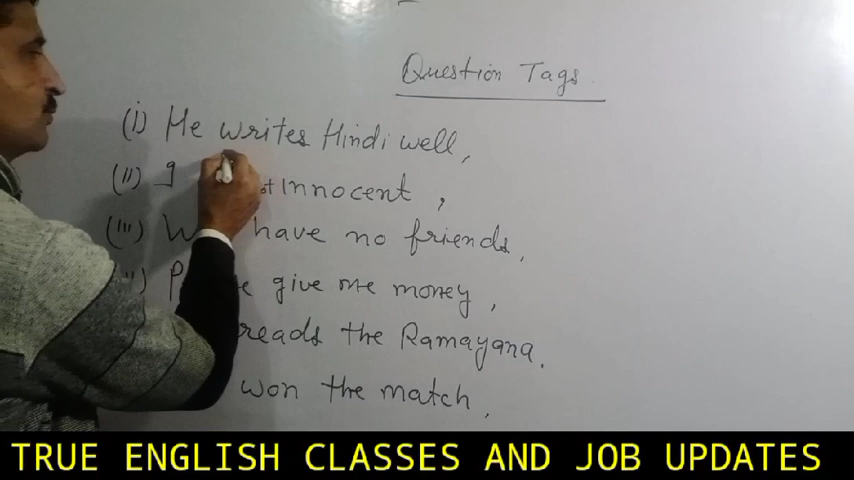 Question Tags.
(i) He writes Hindi well,
(ii) I innocent,
(iii) have no friends,
give me money,
reads the Ramayana.
won the match,
TRUE ENGLISH CLASSES AND JOB UPDATES